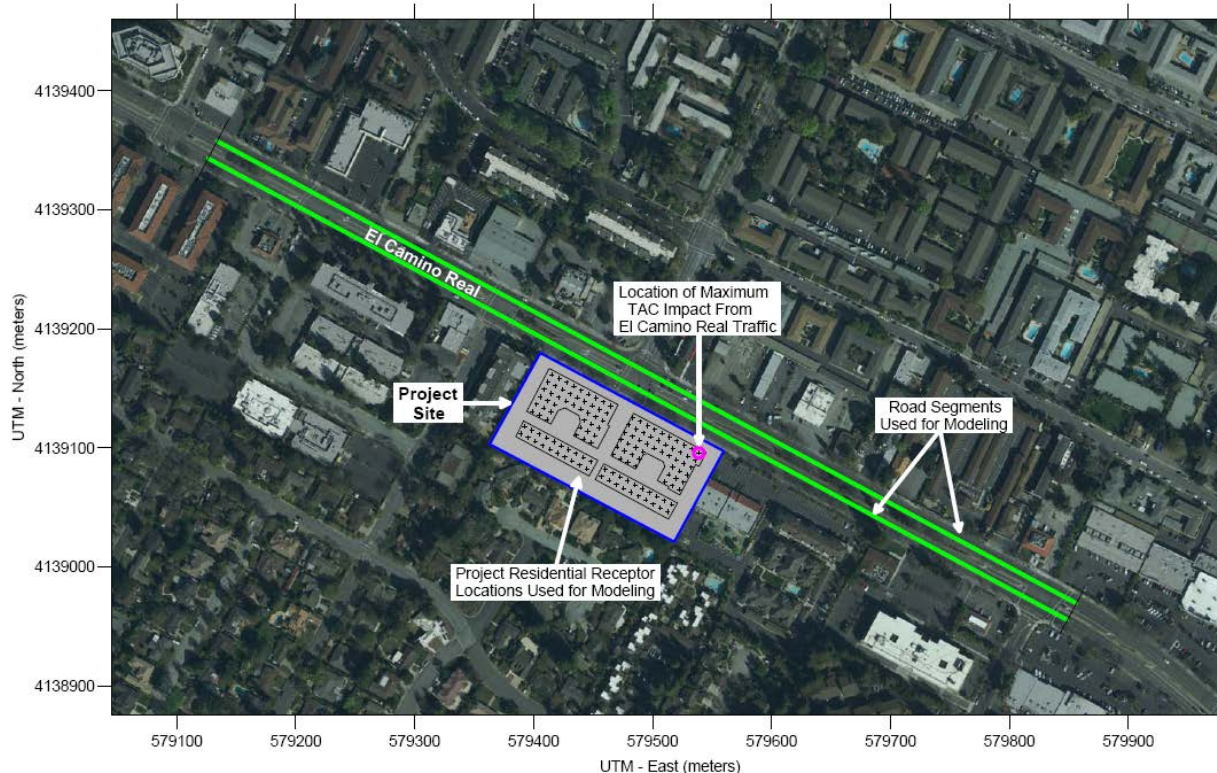 4139400
4139300
4139200
4139100
4139000
4138900
UTM - North (meters)
El Camino Real
Location of Maximum
TAC Impact From
El Camino Real Traffic
Project
Site
Road Segments
Used for Modeling
Project Residential Receptor
Locations Used for Modeling
579100
579200
579300
579400
579500
579600
579700
579800
579900
UTM - East (meters)